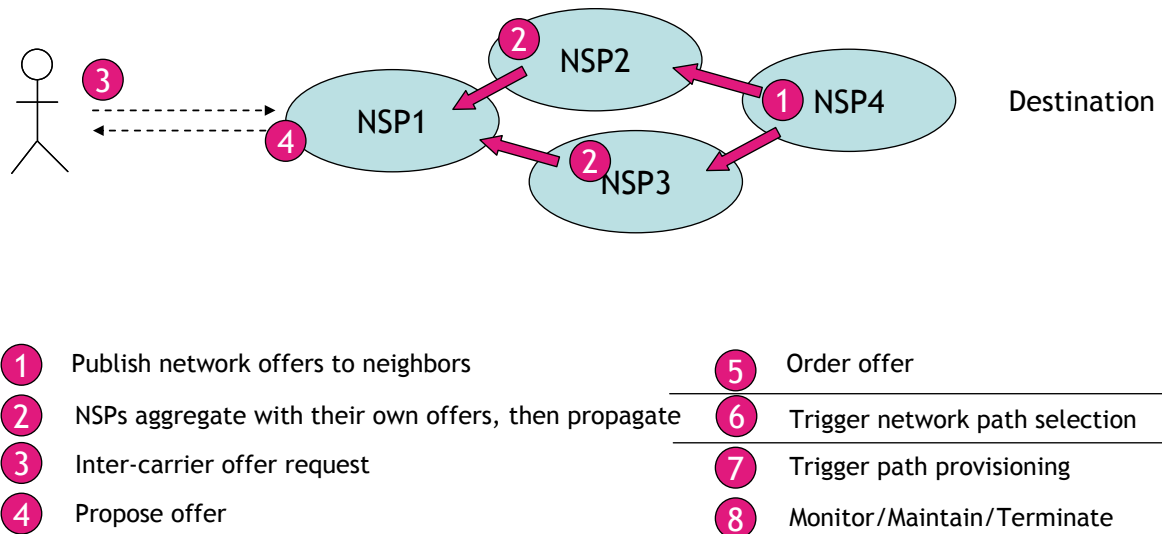 2
NSP2
3
1
NSP4
Destination
NSP1
4
2
NSP3
1 Publish network offers to neighbors
2 NSPs aggregate with their own offers, then propagate
3 Inter-carrier offer request
4 Propose offer
5 Order offer
6 Trigger network path selection
7 Trigger path provisioning
8 Monitor/Maintain/Terminate